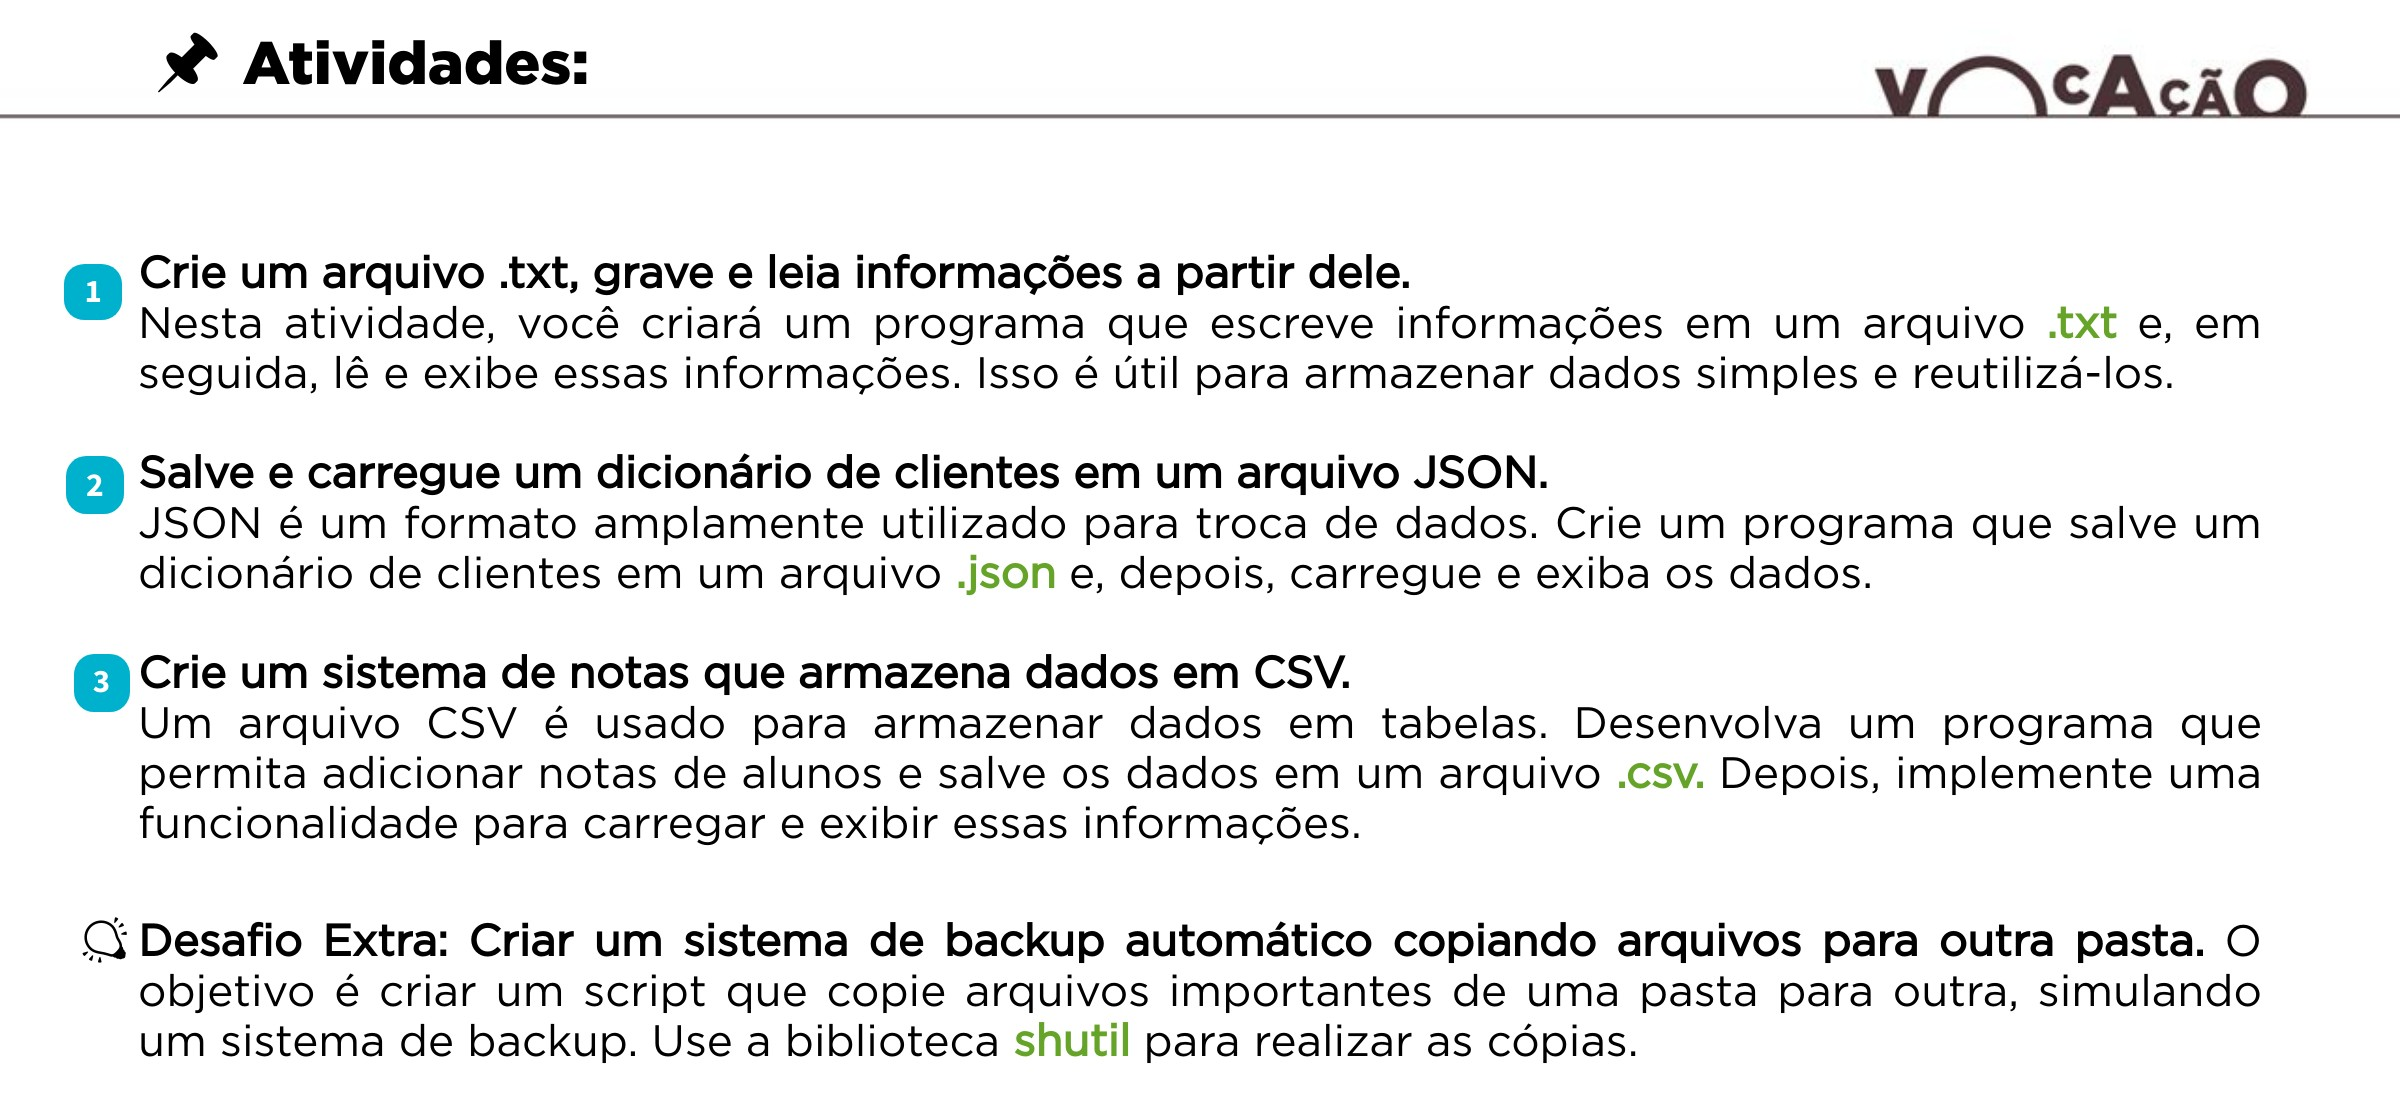 Atividades:
VOCAÇÃO
1
Crie um arquivo .txt, grave e leia informações a partir dele.
Nesta atividade, você criará um programa que escreve informações em um arquivo .txt e, em
seguida, lê e exibe essas informações. Isso é útil para armazenar dados simples e reutilizá-los.
2
Salve e carregue um dicionário de clientes em um arquivo JSON.
JSON é um formato amplamente utilizado para troca de dados. Crie um programa que salve um
dicionário de clientes em um arquivo .json e, depois, carregue e exiba os dados.
3
Crie um sistema de notas que armazena dados em CSV.
Um arquivo CSV é usado para armazenar dados em tabelas. Desenvolva um programa que
permita adicionar notas de alunos e salve os dados em um arquivo .csv. Depois, implemente uma
funcionalidade para carregar e exibir essas informações.
Desafio Extra: Criar um sistema de backup automático copiando arquivos para outra pasta. O
objetivo é criar um script que copie arquivos importantes de uma pasta para outra, simulando
um sistema de backup. Use a biblioteca shutil para realizar as cópias.